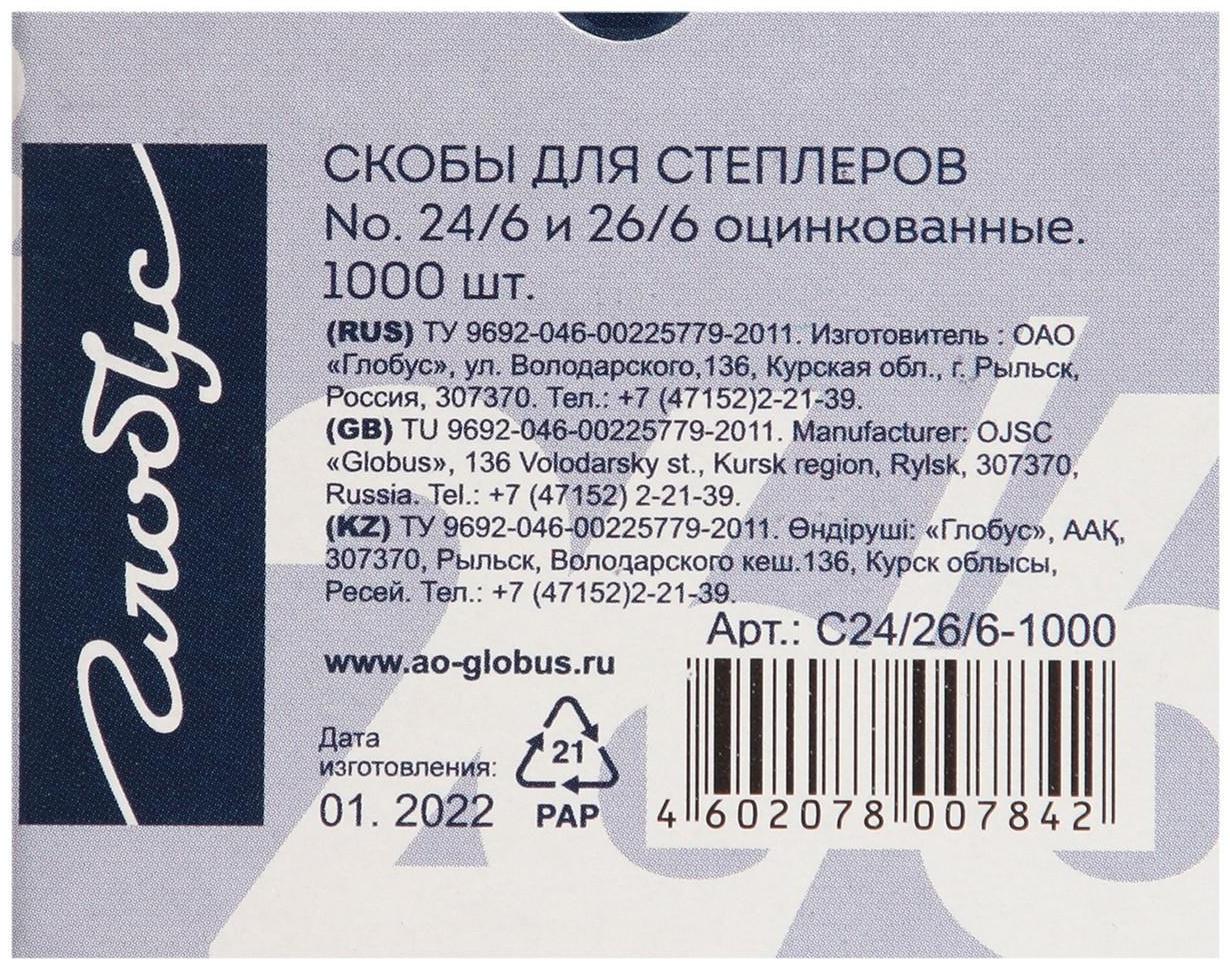 Глобус
СКОБЫ ДЛЯ СТЕПЛЕРОВ
No. 24/6 и 26/6 оцинкованные.
1000 шт.
(RUS) ТУ 9692-046-00225779-2011. Изготовитель : ОАО
«Глобус», ул. Володарского,136, Курская обл., г. Рыльск,
Россия, 307370. Тел.: +7 (47152)2-21-39.
(GB) TU 9692-046-00225779-2011. Manufacturer: OJSC
«Globus», 136 Volodarsky st., Kursk region, Rylsk, 307370,
Russia. Tel.: +7 (47152) 2-21-39.
(KZ) ТУ 9692-046-00225779-2011. Өндіруші: «Глобус», ААҚ,
307370, Рыльск, Володарского кеш.136, Курск облысы,
Ресей. Тел.: +7 (47152)2-21-39.
Арт.: С24/26/6-1000
www.ao-globus.ru
Дата
изготовления:
01. 2022
21
PAP
4 602078 007842